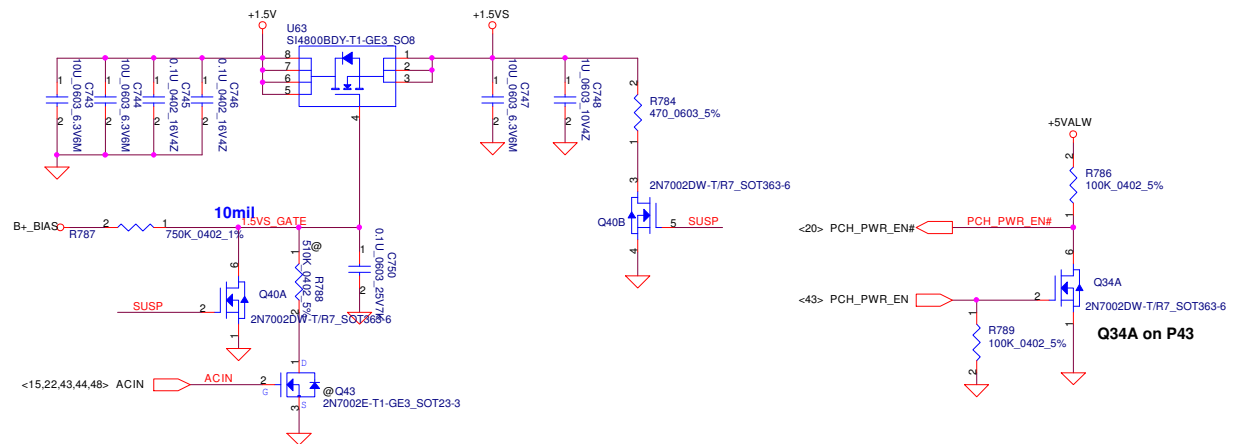 +1.5V
U63
SI4800BDY-T1-GE3_SO8
8
7
6
5
1
2
3
4
+1.5VS
1
2
C743
10U_0603_6.3V6M
1
2
C744
10U_0603_6.3V6M
1
2
C745
0.1U_0402_16V4Z
1
2
C746
0.1U_0402_16V4Z
1
2
C747
10U_0603_6.3V6M
1
2
C748
1U_0603_10V4Z
2
R784
470_0603_5%
1
3
2N7002DW-T/R7_SOT363-6
Q40B
5
SUSP
4
+5VALW
2
R786
100K_0402_5%
1
<20> PCH_PWR_EN#
PCH_PWR_EN#
6
Q34A
2
2N7002DW-T/R7_SOT363-6
1
<43> PCH_PWR_EN
1
R789
100K_0402_5%
2
Q34A on P43
10mil
B+_BIAS
2
1
R787
750K_0402_1%
1.5VS_GATE
6
Q40A
SUSP
2
2N7002DW-T/R7_SOT363-6
1
1
@
R788
510K_0402_5%
2
1
2
C750
0.1U_0603_25V7K
<15,22,43,44,48> ACIN
ACIN
2
G
1
D
@Q43
2N7002E-T1-GE3_SOT23-3
3
S